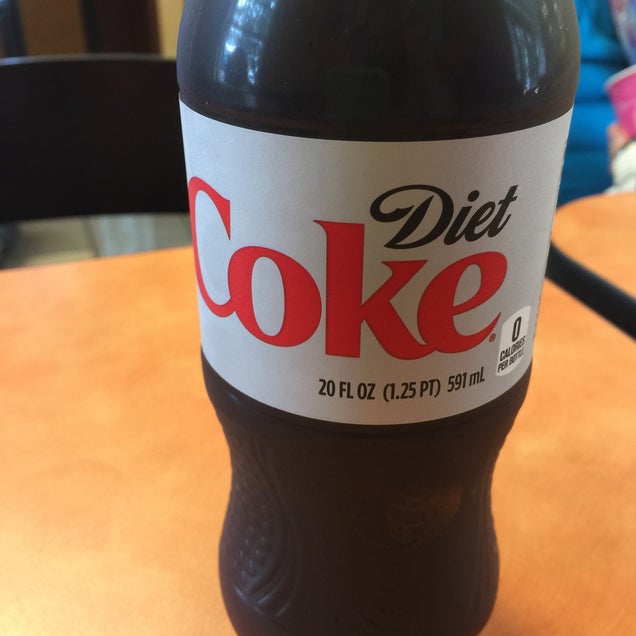 Diet
Coke®
0
CALORIES
PER BOTTLE
20 FL OZ (1.25 PT) 591 mL